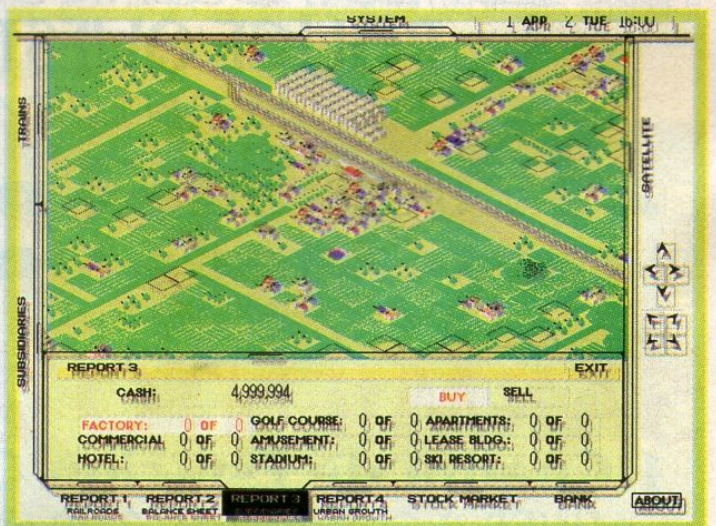 SYSTEM
1 APR 2 TUE 16:00
TRAINS
SATELLITE
SUBSIDIARIES
REPORT 3
EXIT
CASH: 4,999,994 BUY SELL
FACTORY: 0 OF 0 GOLF COURSE: 0 OF 0 APARTMENTS: 0 OF 0
COMMERCIAL 0 OF 0 AMUSEMENT: 0 OF 0 LEASE BLDG.: 0 OF 0
HOTEL: 0 OF 0 STADIUM: 0 OF 0 SKI RESORT: 0 OF 0
REPORT 1 REPORT 2 REPORT 3 REPORT 4 STOCK MARKET BANK ABOUT
RAILROADS BALANCE SHEET SUBSIDIARIES URBAN GROWTH